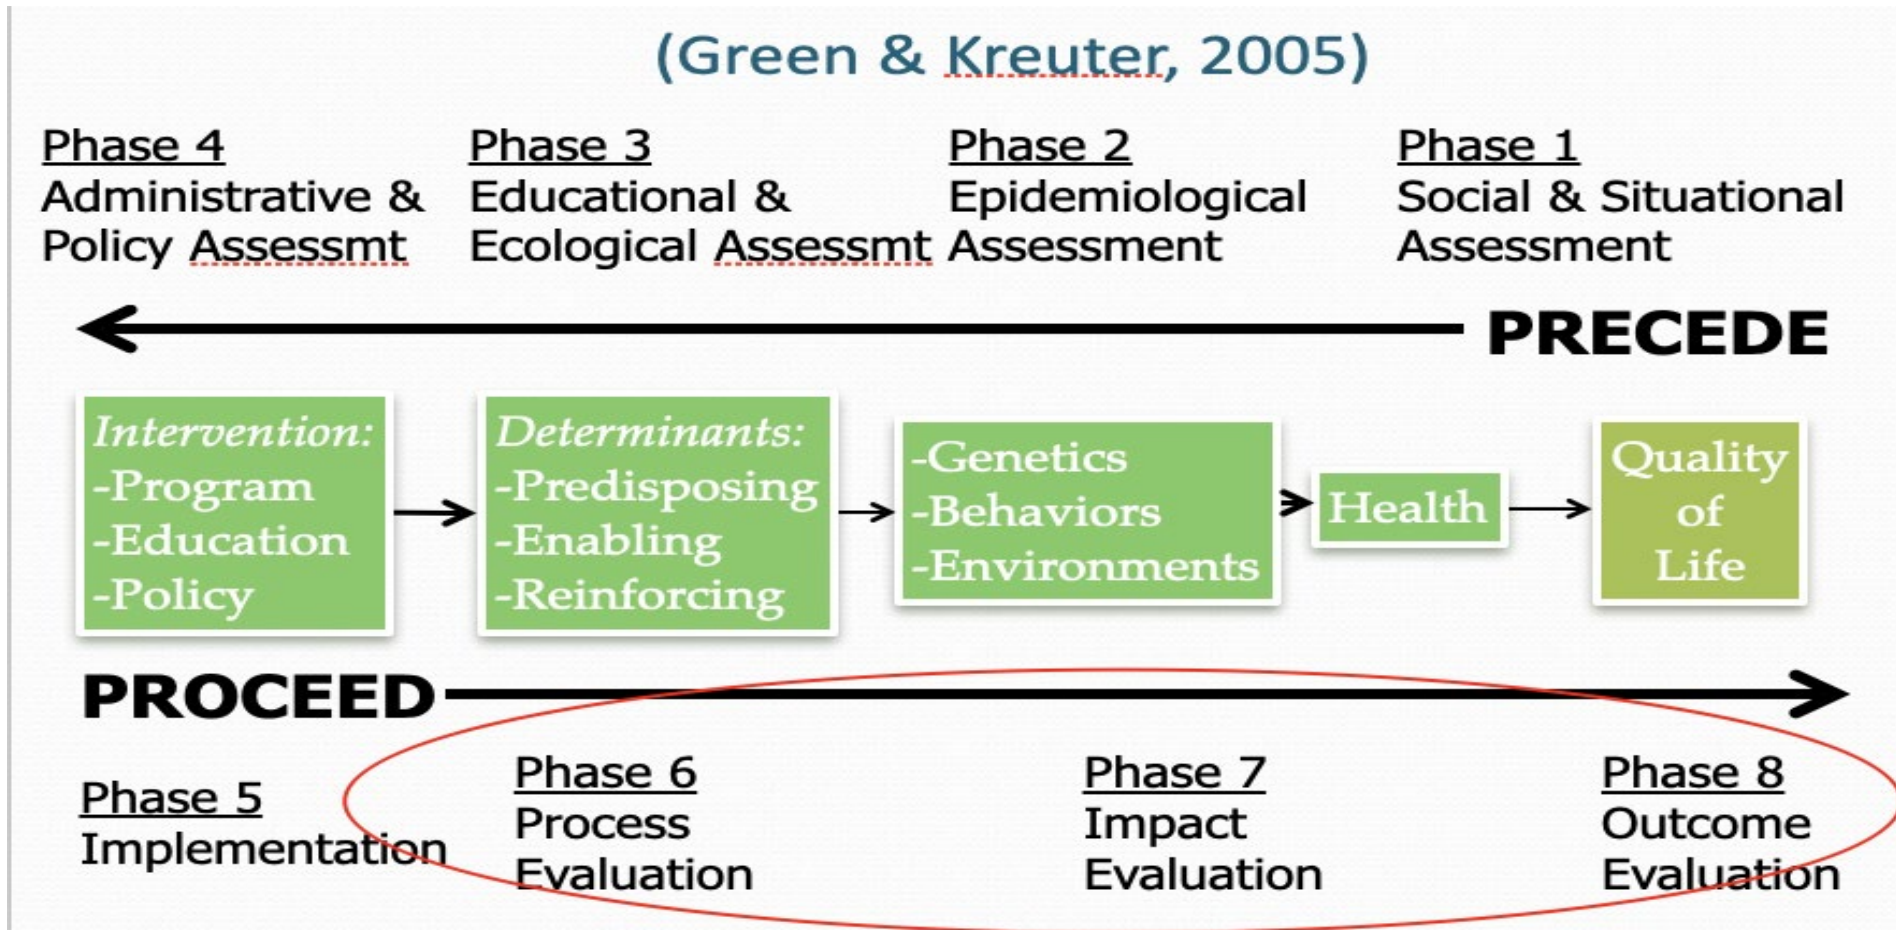 (Green & Kreuter, 2005)
Phase 4
Administrative &
Policy Assessmt
Phase 3
Educational &
Ecological Assessmt
Phase 2
Epidemiological
Assessment
Phase 1
Social & Situational
Assessment
PRECEDE
Intervention:
-Program
-Education
-Policy
Determinants:
-Predisposing
-Enabling
-Reinforcing
-Genetics
-Behaviors
-Environments
Health
Quality
of
Life
PROCEED
Phase 5
Implementation
Phase 6
Process
Evaluation
Phase 7
Impact
Evaluation
Phase 8
Outcome
Evaluation